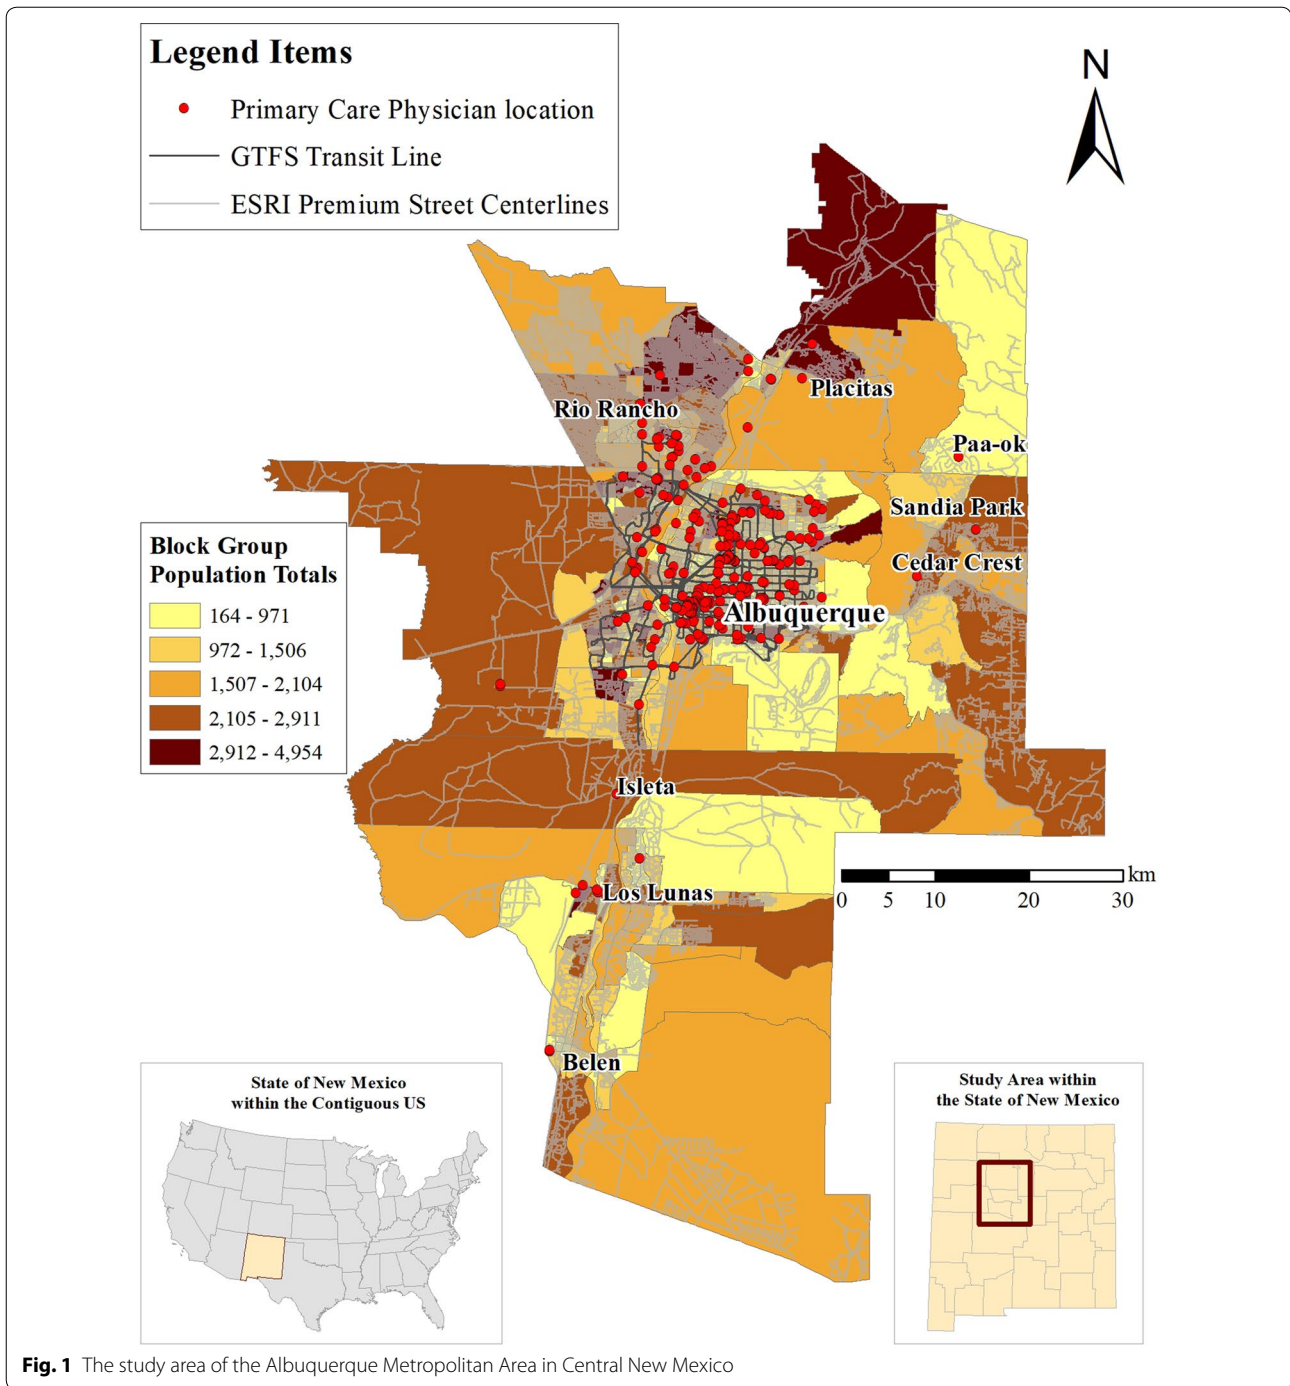 Legend Items
Primary Care Physician location
GTFS Transit Line
ESRI Premium Street Centerlines
N
Placitas
Rio Rancho
Paa-ok
Sandia Park
Cedar Crest
Albuquerque
Block Group
Population Totals
164 - 971
972 - 1,506
1,507 - 2,104
2,105 - 2,911
2,912 - 4,954
Isleta
Los Lunas
km
0 5 10 20 30
Belen
State of New Mexico
within the Contiguous US
Study Area within
the State of New Mexico
Fig. 1 The study area of the Albuquerque Metropolitan Area in Central New Mexico